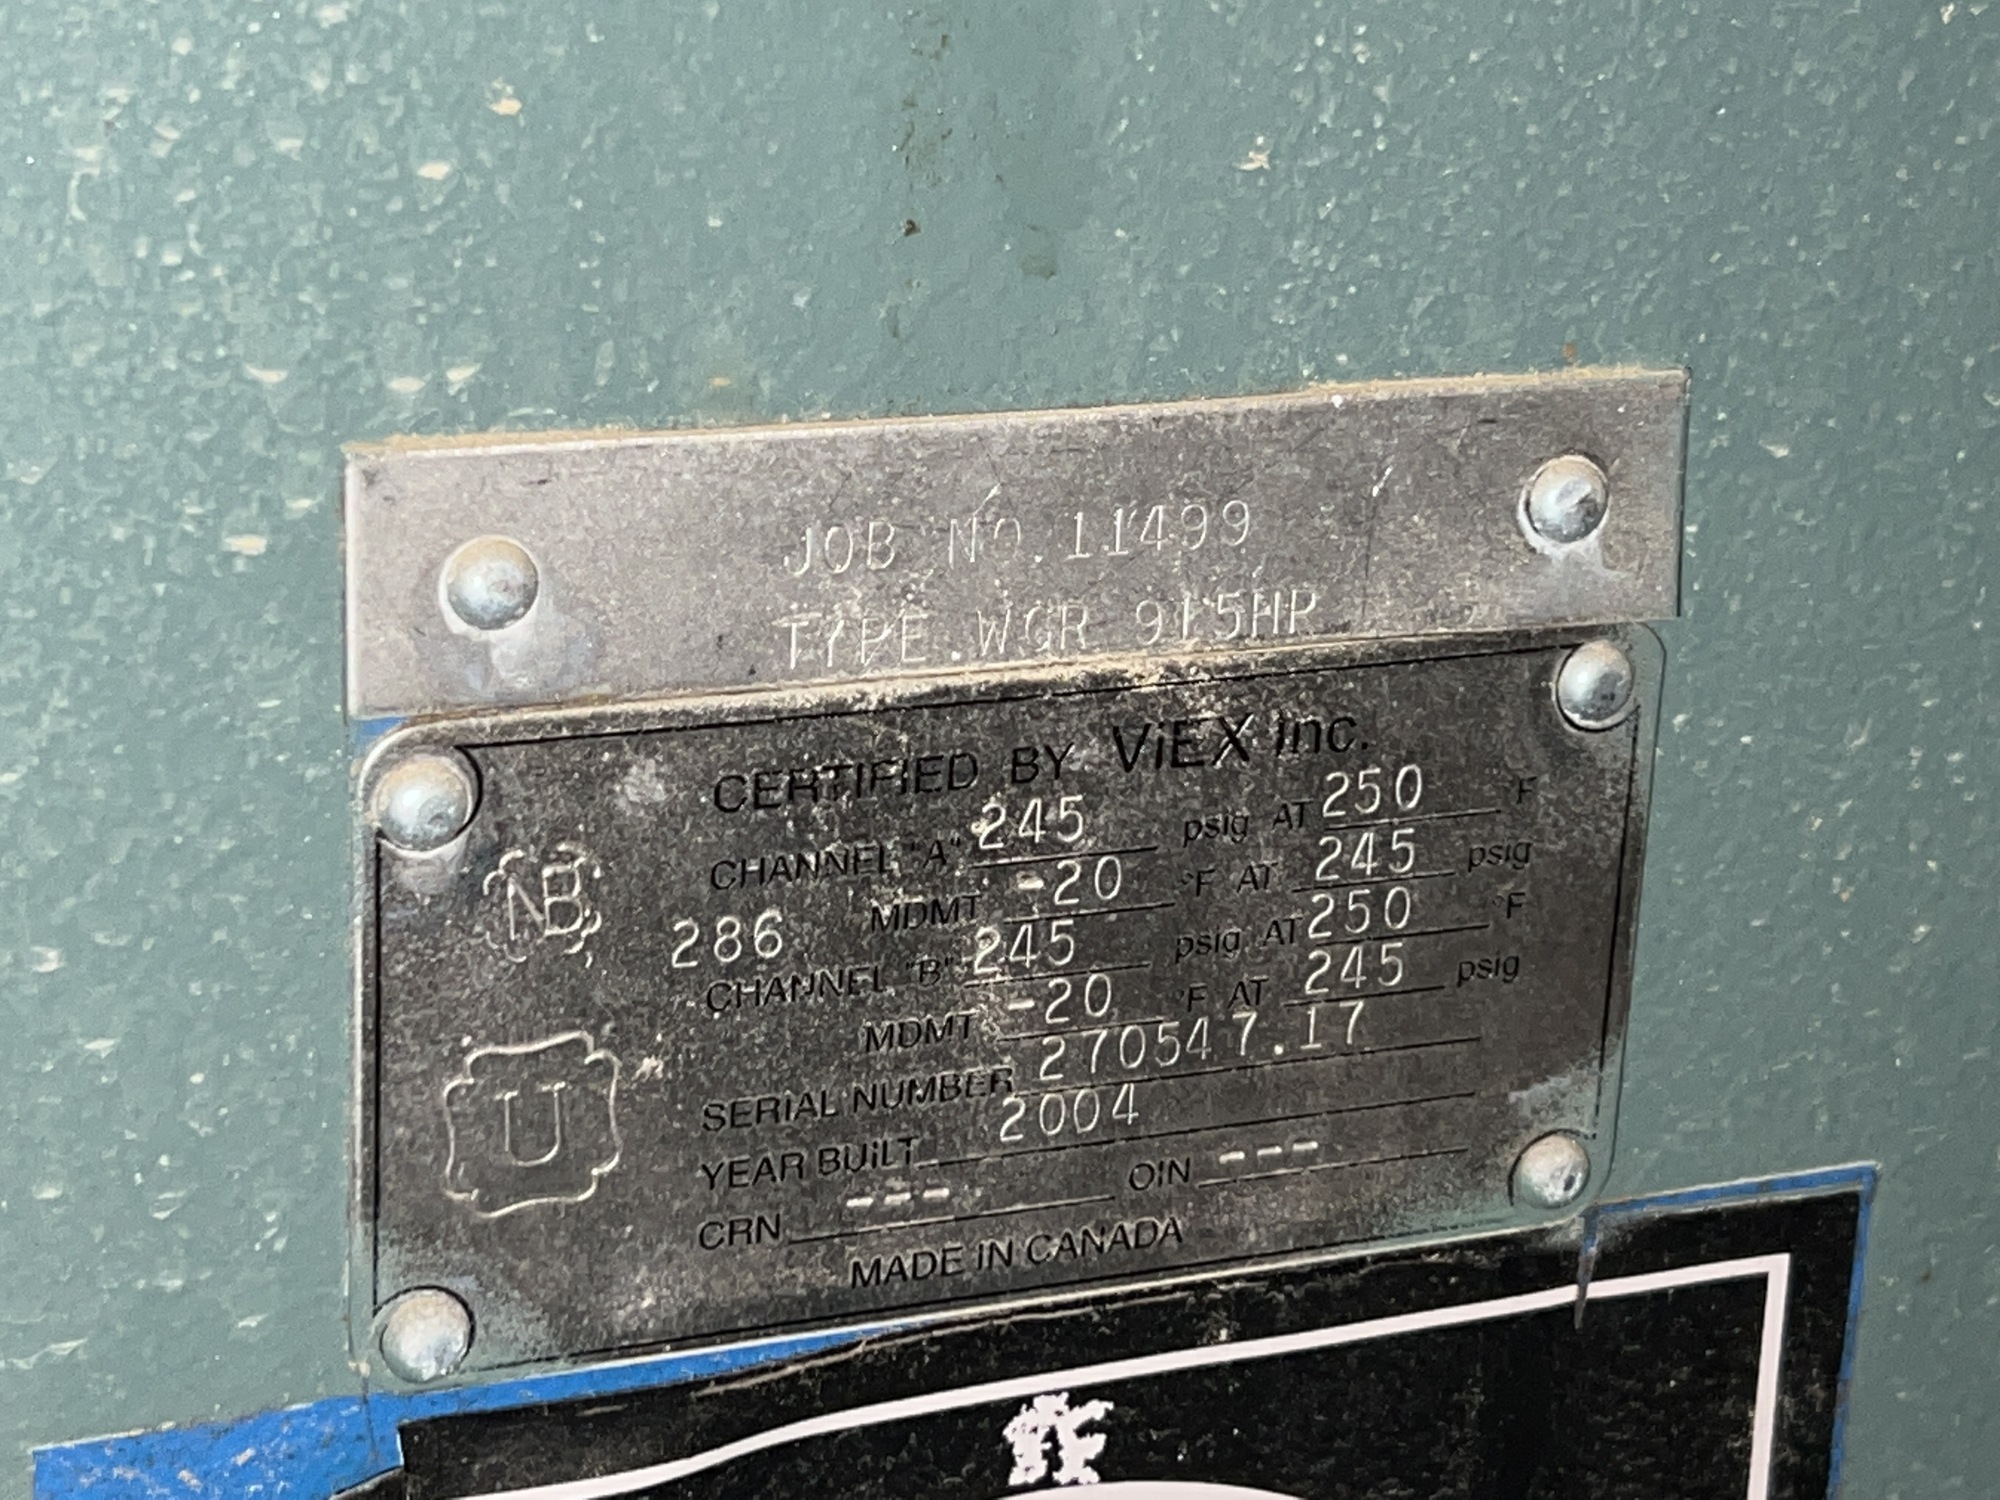 JOB NO. 11499
TYPE WGR 915HP
CERTIFIED BY ViEX inc.
CHANNEL "A" 245 psig AT 250 °F
MDMT -20 °F AT 245 psig
NB 286
CHANNEL "B" 245 psig AT 250 °F
MDMT -20 °F AT 245 psig
U
SERIAL NUMBER 270547.17
YEAR BUiLT 2004
CRN --- OIN ---
MADE IN CANADA